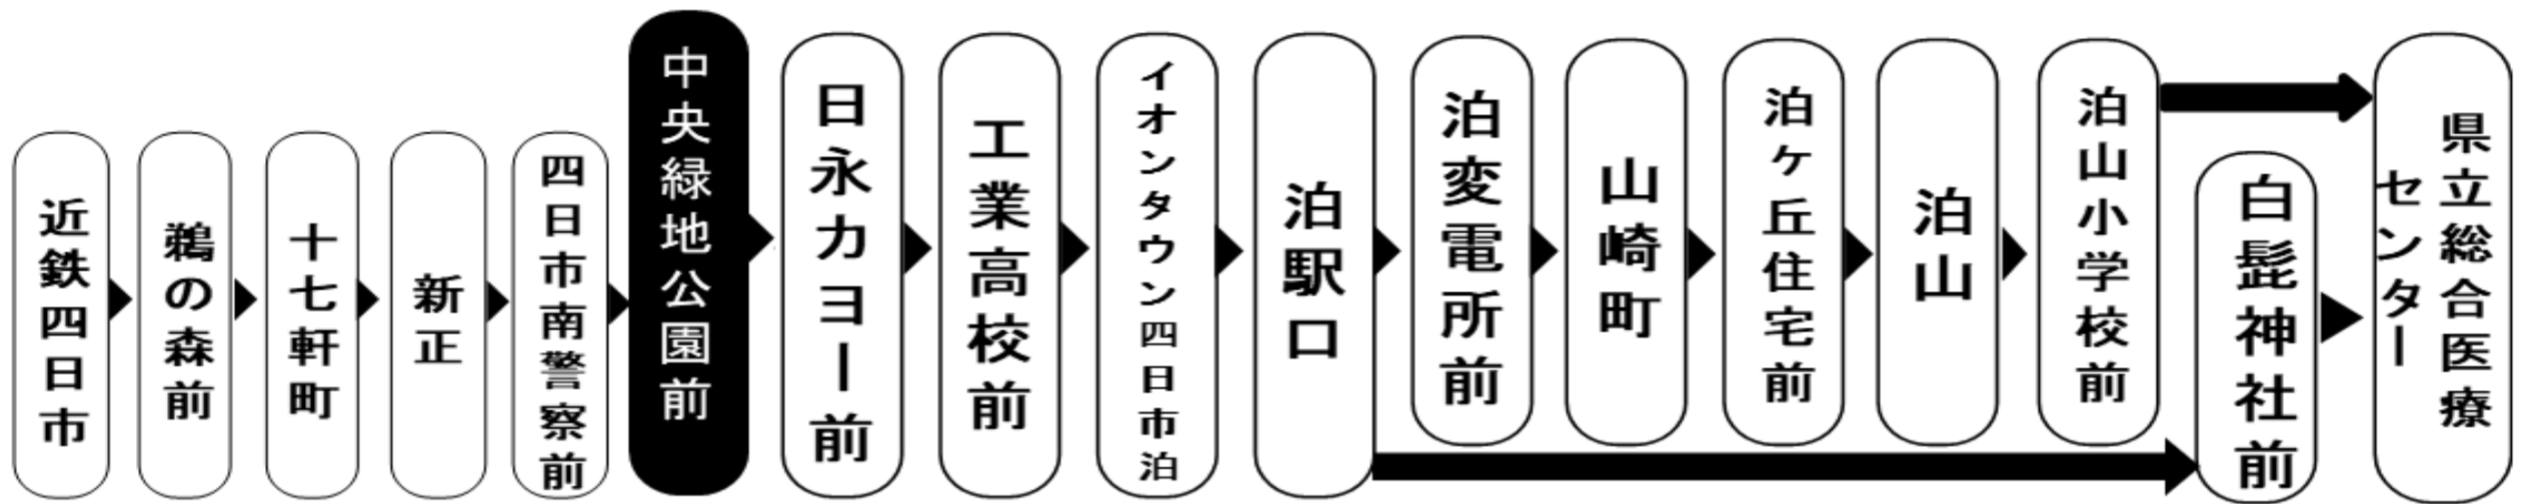 近鉄四日市
鵜の森前
十七軒町
新正
四日市南警察前
中央緑地公園前
日永カヨー前
工業高校前
イオンタウン四日市泊
泊駅口
泊変電所前
山崎町
泊ケ丘住宅前
泊山
泊山小学校前
白髭神社前
県立総合医療
センター